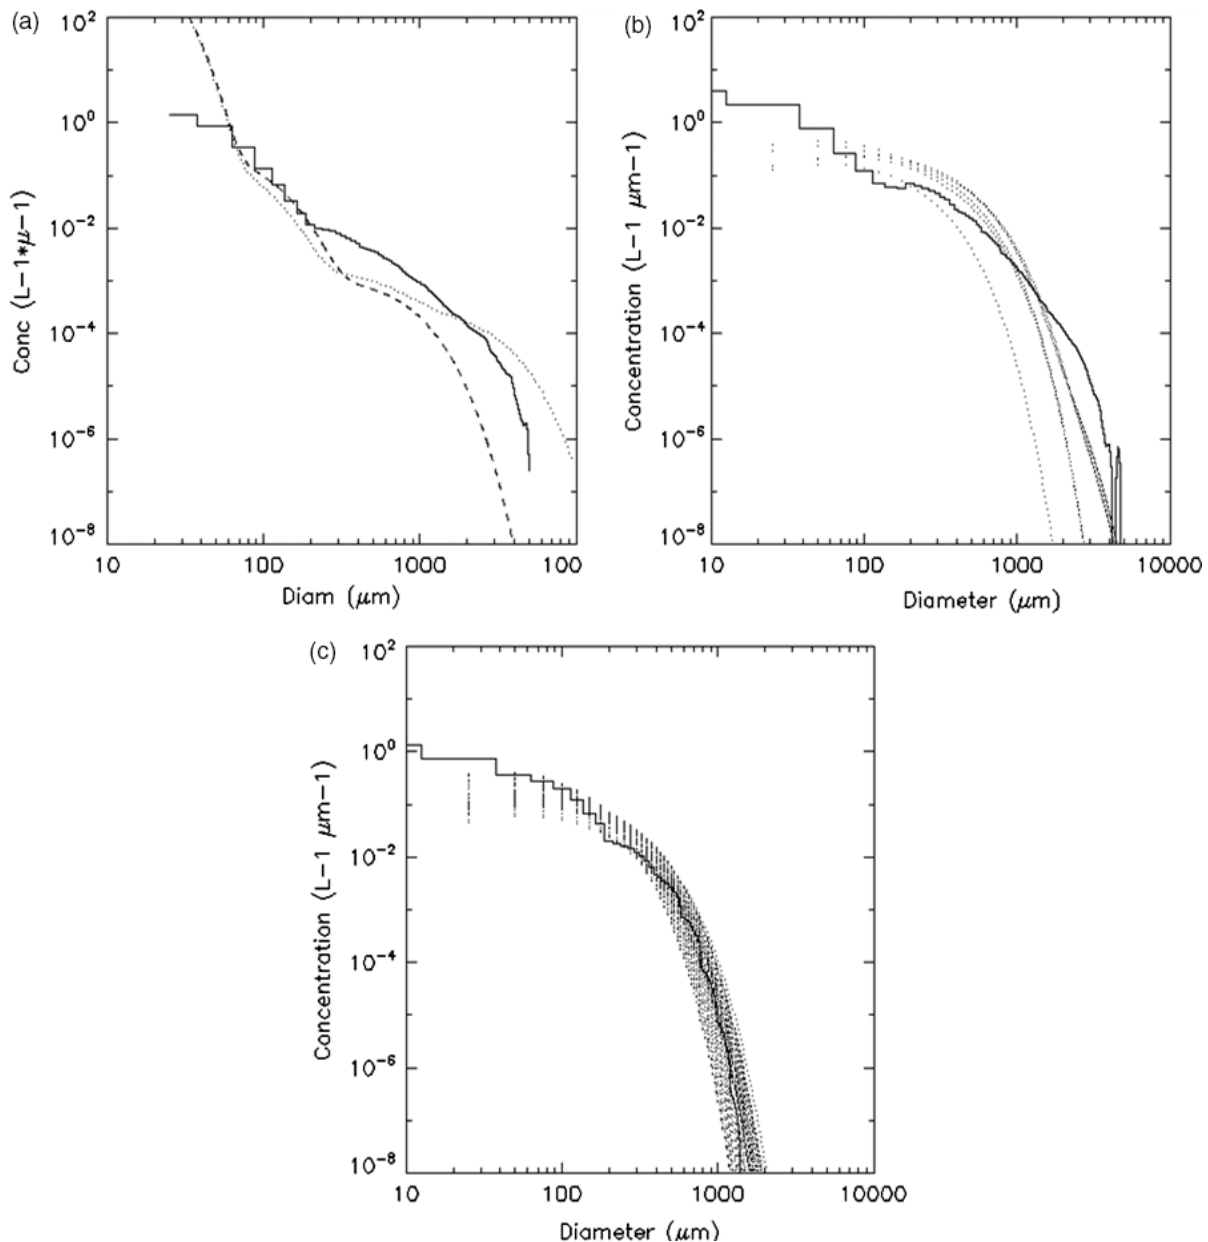 (a)
10^2
10^0
10^-2
10^-4
10^-6
10^-8
Conc (L-1*μ-1)
10 100 1000 100
Diam (μm)
(b)
10^2
10^0
10^-2
10^-4
10^-6
10^-8
Concentration (L-1 μm-1)
10 100 1000 10000
Diameter (μm)
(c)
10^2
10^0
10^-2
10^-4
10^-6
10^-8
Concentration (L-1 μm-1)
10 100 1000 10000
Diameter (μm)